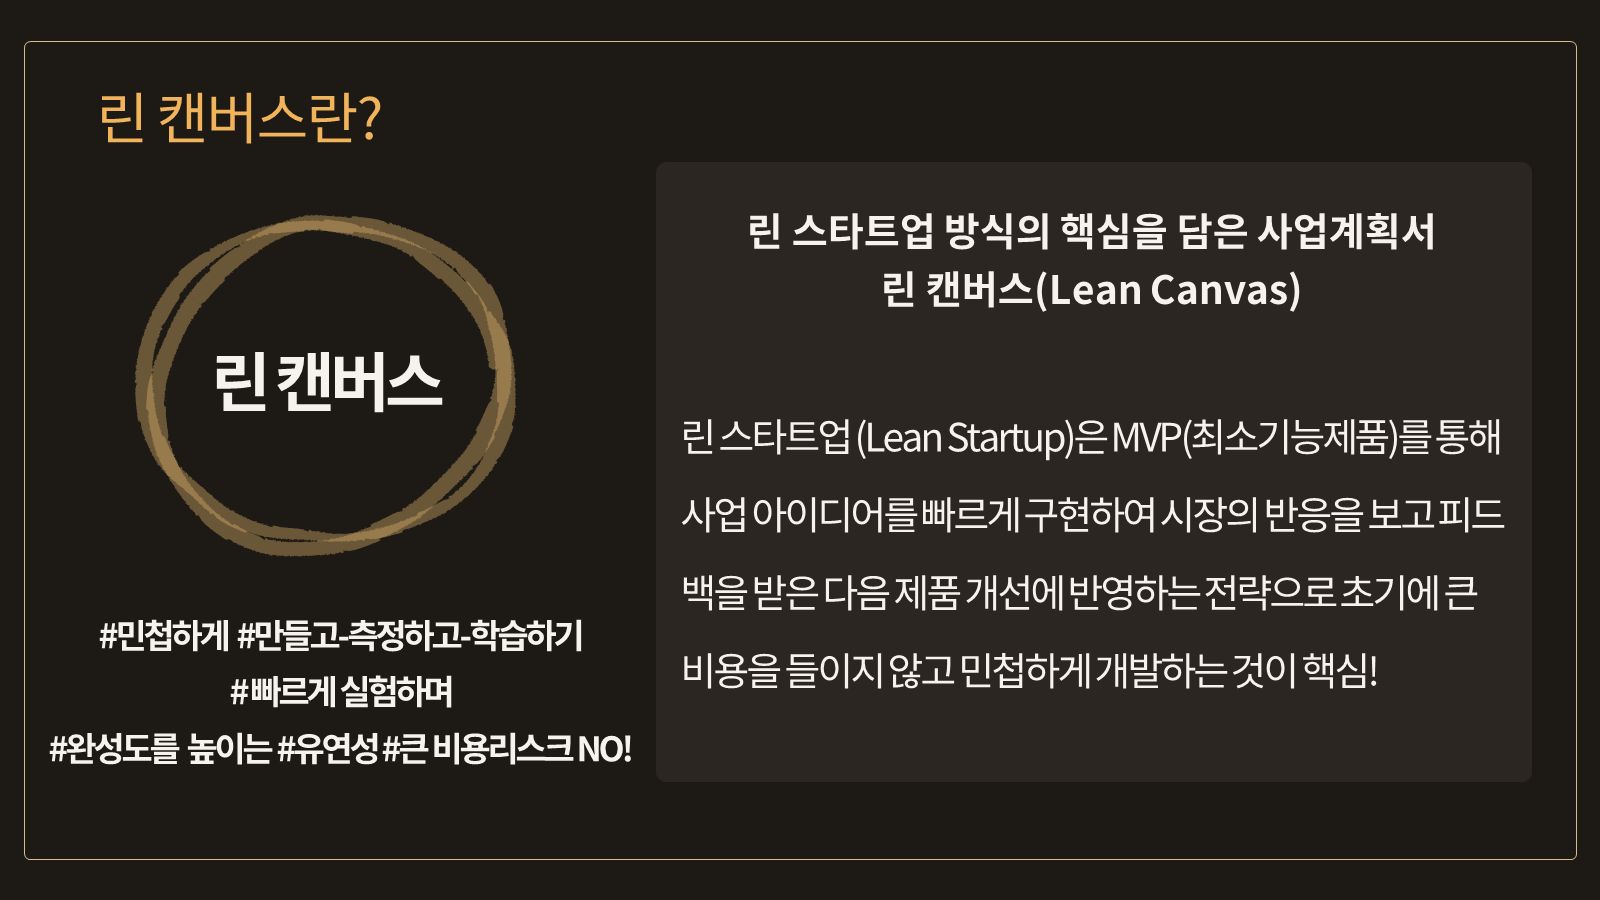 린 캔버스란?
린 캔버스
#민첩하게 #만들고-측정하고-학습하기
#빠르게 실험하며
#완성도를 높이는 #유연성 #큰 비용리스크 NO!
린 스타트업 방식의 핵심을 담은 사업계획서
린 캔버스(Lean Canvas)
린 스타트업 (Lean Startup)은 MVP(최소기능제품)를 통해
사업 아이디어를 빠르게 구현하여 시장의 반응을 보고 피드
백을 받은 다음 제품 개선에 반영하는 전략으로 초기에 큰
비용을 들이지 않고 민첩하게 개발하는 것이 핵심!